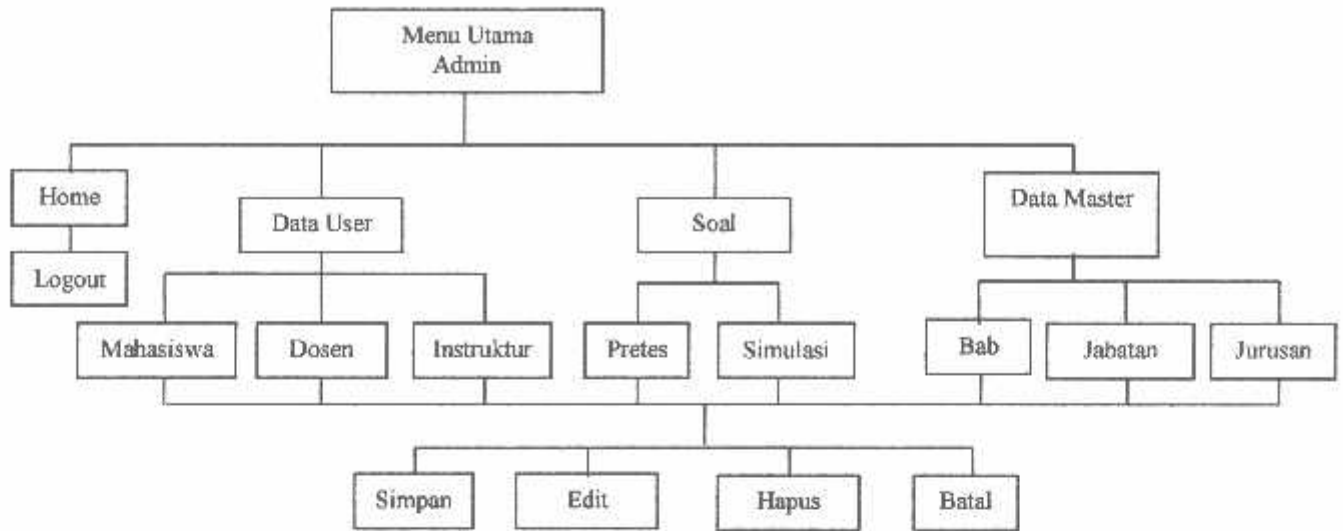 Menu Utama
Admin
Home
Data User
Soal
Data Master
Logout
Mahasiswa
Dosen
Instruktur
Pretes
Simulasi
Bab
Jabatan
Jurusan
Simpan
Edit
Hapus
Batal